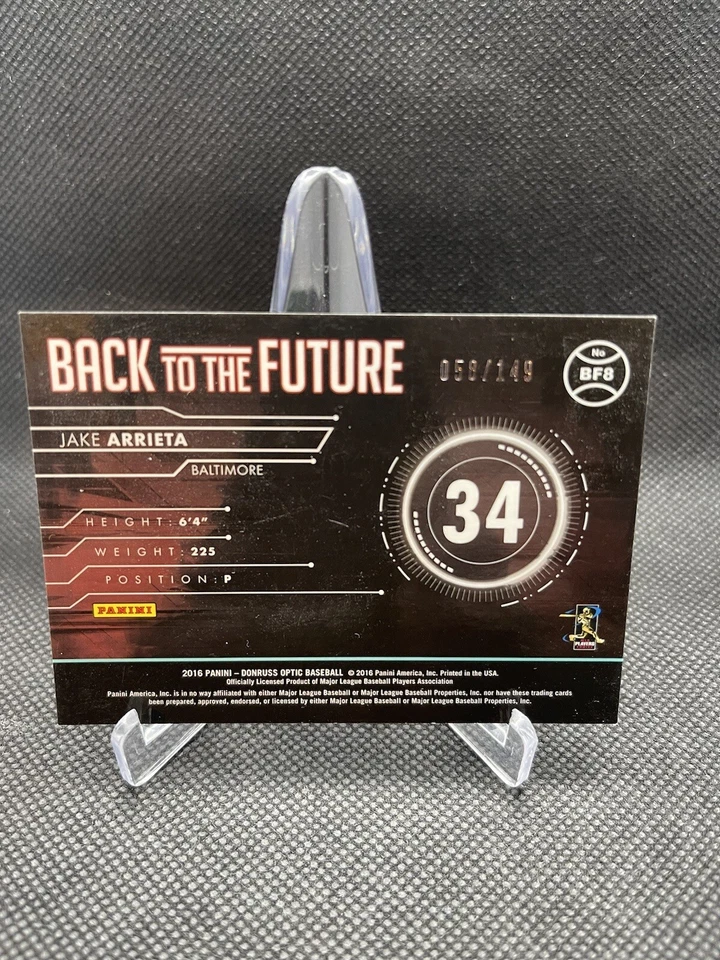 BACK TO THE FUTURE
058/149
No
BF8
JAKE ARRIETA
BALTIMORE
34
HEIGHT: 6'4"
WEIGHT: 225
POSITION: P
PANINI
PLAYERS
2016 PANINI – DONRUSS OPTIC BASEBALL © 2016 Panini America, Inc. Printed in the USA.
Officially Licensed Product of Major League Baseball Players Association
Panini America, Inc. is in no way affiliated with either Major League Baseball or Major League Baseball Properties, Inc. nor have these trading cards
been prepared, approved, endorsed, or licensed by either Major League Baseball or Major League Baseball Properties, Inc.